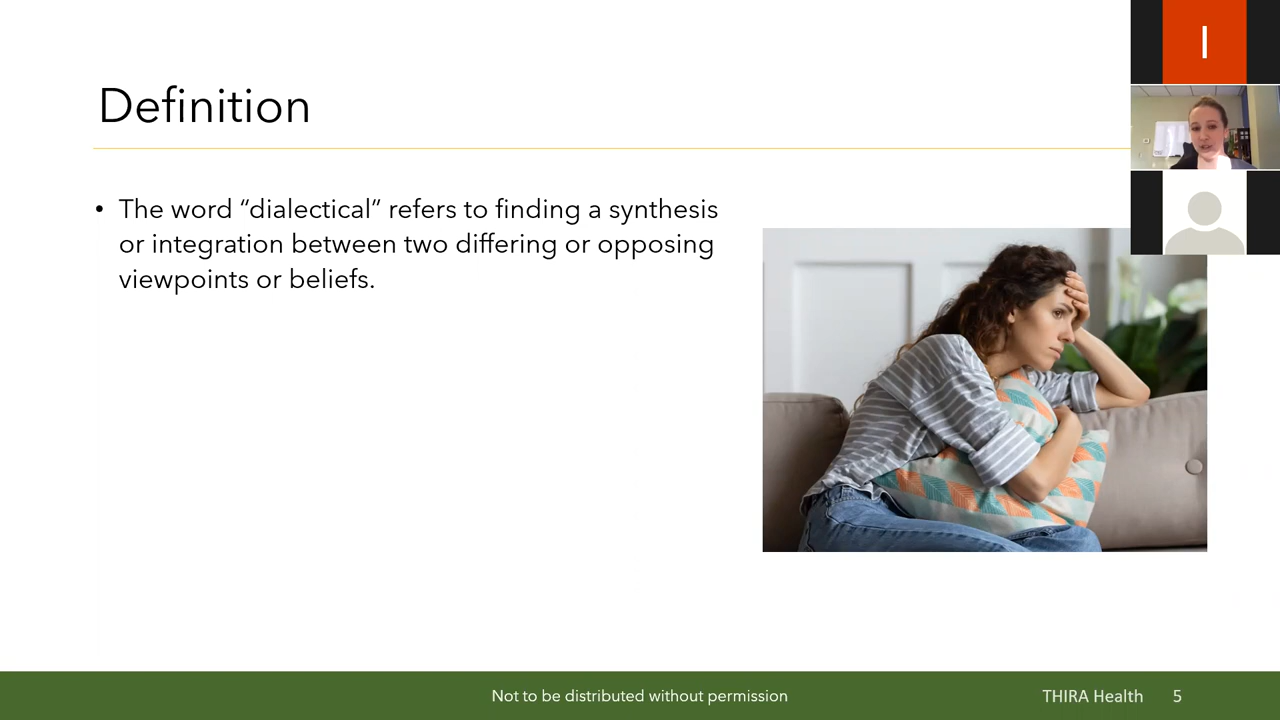 I
Definition
• The word “dialectical” refers to finding a synthesis
or integration between two differing or opposing
viewpoints or beliefs.
Not to be distributed without permission
THIRA Health 5